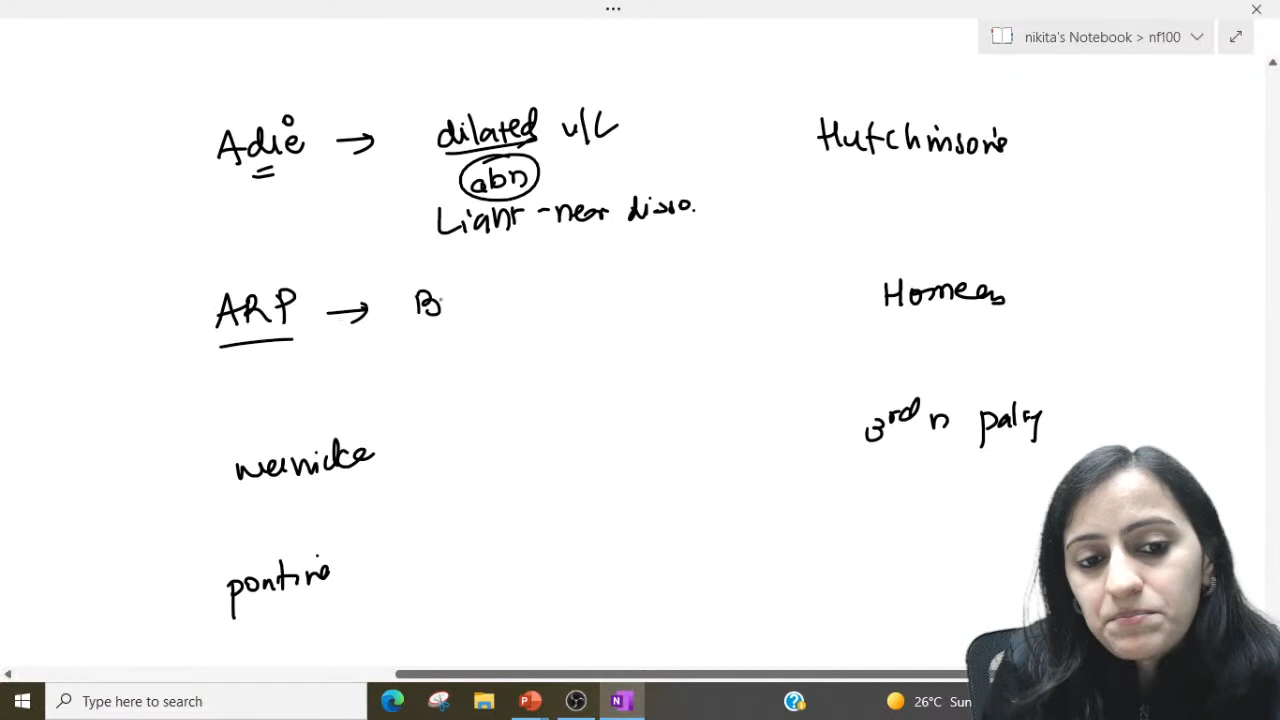 nikita's Notebook > nf100
Adie → dilated u/L
abn
Light-near disso.
Hutchinson's
ARP → B
Horners
3rd n palsy
wernicke
pontine
Type here to search
26°C Sun